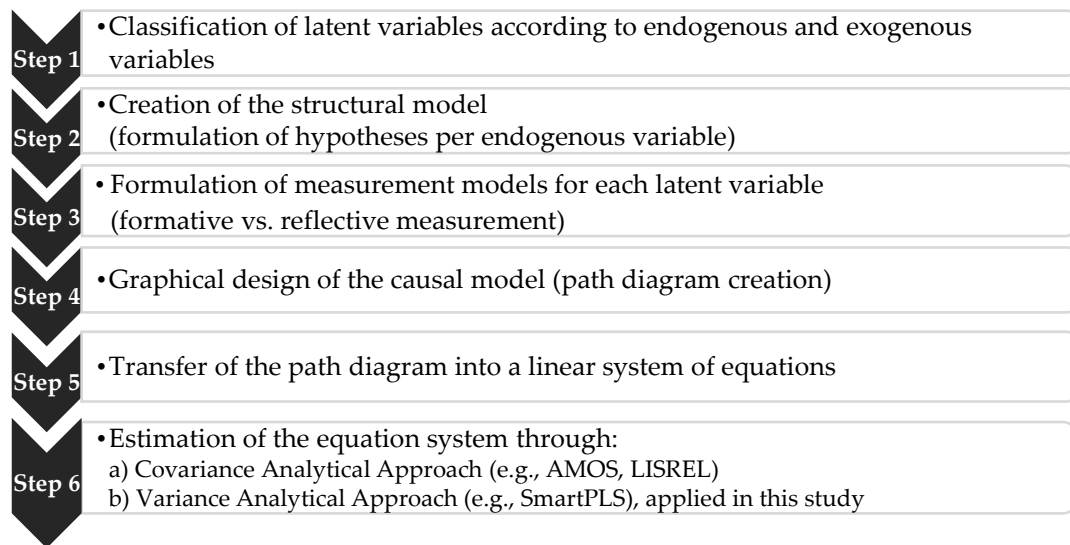 Step 1
•Classification of latent variables according to endogenous and exogenous
variables
Step 2
•Creation of the structural model
(formulation of hypotheses per endogenous variable)
Step 3
• Formulation of measurement models for each latent variable
(formative vs. reflective measurement)
Step 4
•Graphical design of the causal model (path diagram creation)
Step 5
•Transfer of the path diagram into a linear system of equations
Step 6
•Estimation of the equation system through:
a) Covariance Analytical Approach (e.g., AMOS, LISREL)
b) Variance Analytical Approach (e.g., SmartPLS), applied in this study